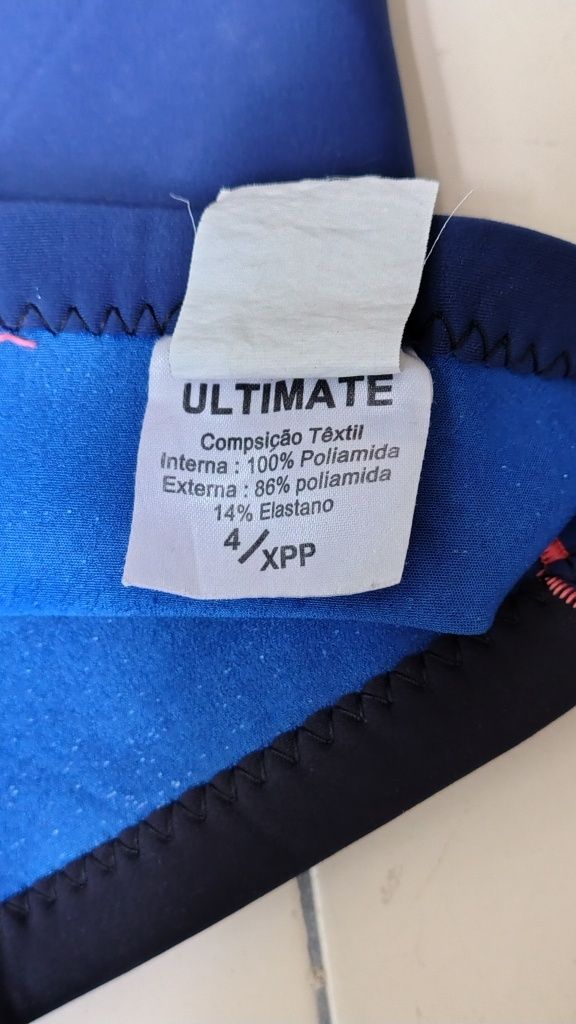 ULTIMATE
Compsição Têxtil
Interna : 100% Poliamida
Externa : 86% poliamida
14% Elastano
4/XPP